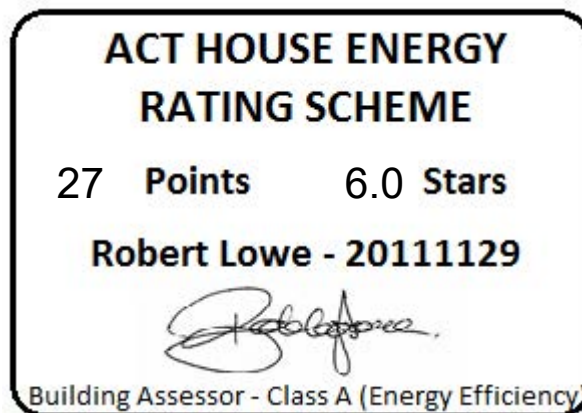 ACT HOUSE ENERGY
RATING SCHEME
27 Points 6.0 Stars
Robert Lowe - 20111129
Building Assessor - Class A (Energy Efficiency)